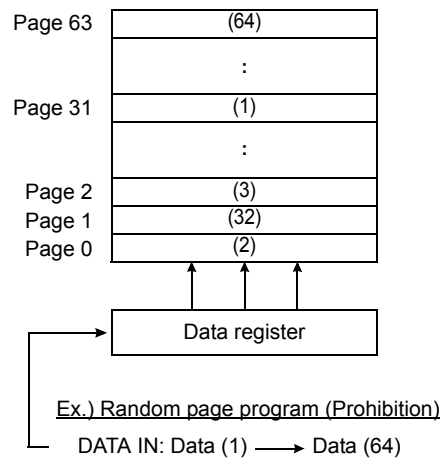 Page 63 (64)
:
Page 31 (1)
:
Page 2 (3)
Page 1 (32)
Page 0 (2)
Data register
Ex.) Random page program (Prohibition)
DATA IN: Data (1) Data (64)